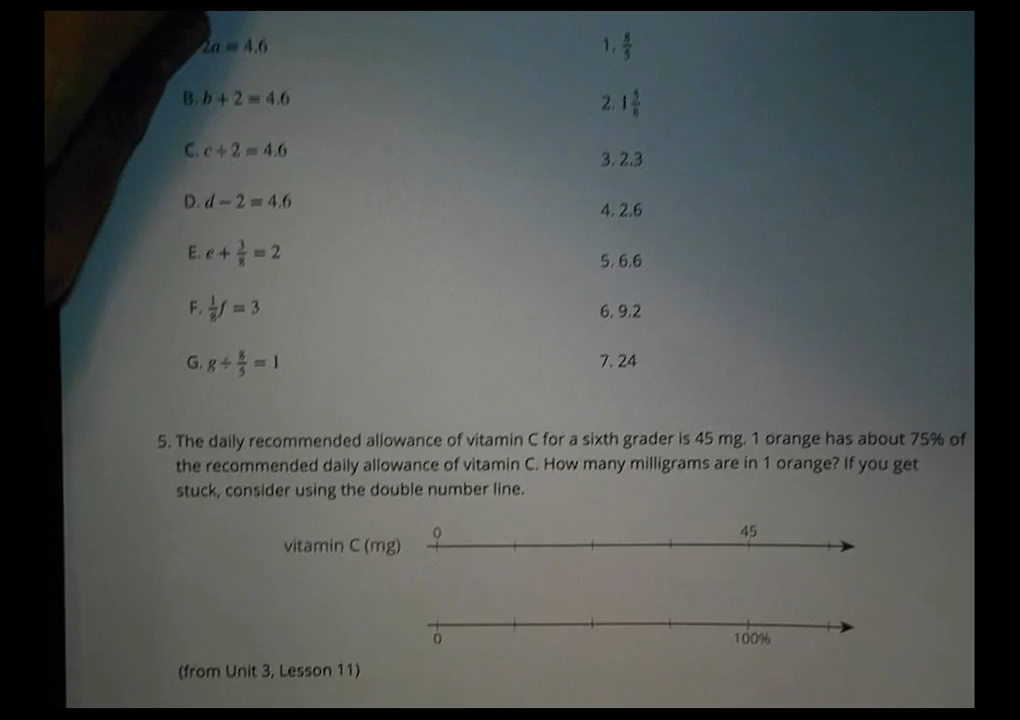 2a = 4.6
1. 8/5
B. b + 2 = 4.6
2. 1 5/8
C. c ÷ 2 = 4.6
3. 2.3
D. d − 2 = 4.6
4. 2.6
E. e + 3/8 = 2
5. 6.6
F. 1/8 f = 3
6. 9.2
G. g ÷ 8/5 = 1
7. 24
5. The daily recommended allowance of vitamin C for a sixth grader is 45 mg. 1 orange has about 75% of
the recommended daily allowance of vitamin C. How many milligrams are in 1 orange? If you get
stuck, consider using the double number line.
0 45
vitamin C (mg)
0 100%
(from Unit 3, Lesson 11)